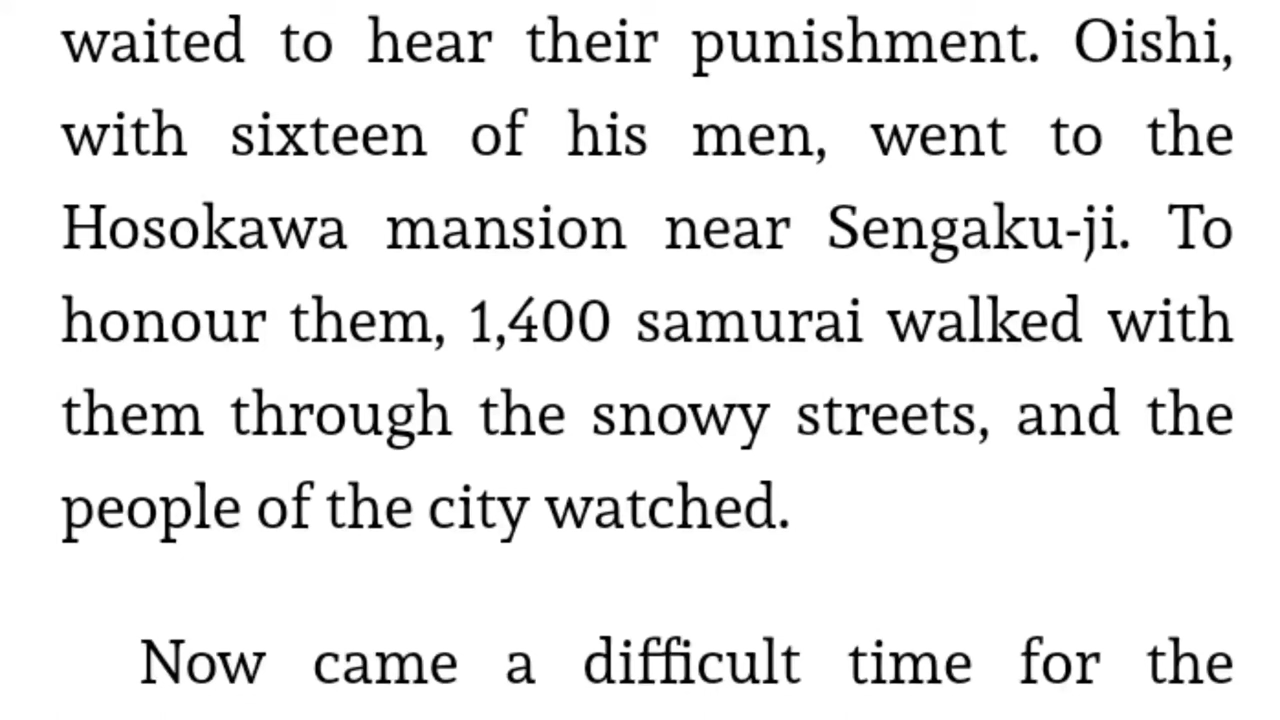 waited to hear their punishment. Oishi,
with sixteen of his men, went to the
Hosokawa mansion near Sengaku-ji. To
honour them, 1,400 samurai walked with
them through the snowy streets, and the
people of the city watched.
Now came a difficult time for the